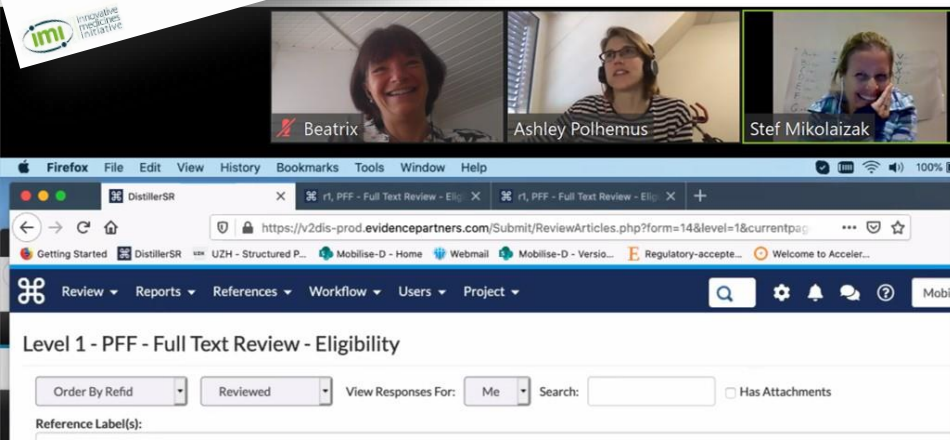 imi innovative
medicines
initiative
Beatrix
Ashley Polhemus
Stef Mikolaizak
Firefox File Edit View History Bookmarks Tools Window Help 100%
DistillerSR r1, PFF - Full Text Review - Elig r1, PFF - Full Text Review - Elig
https://v2dis-prod.evidencepartners.com/Submit/ReviewArticles.php?form=14&level=1&currentpag
Getting Started DistillerSR UZH - Structured P... Mobilise-D - Home Webmail Mobilise-D - Versio... Regulatory-accepte... Welcome to Acceler...
Review Reports References Workflow Users Project Mobi
Level 1 - PFF - Full Text Review - Eligibility
Order By Refid Reviewed View Responses For: Me Search: Has Attachments
Reference Label(s):